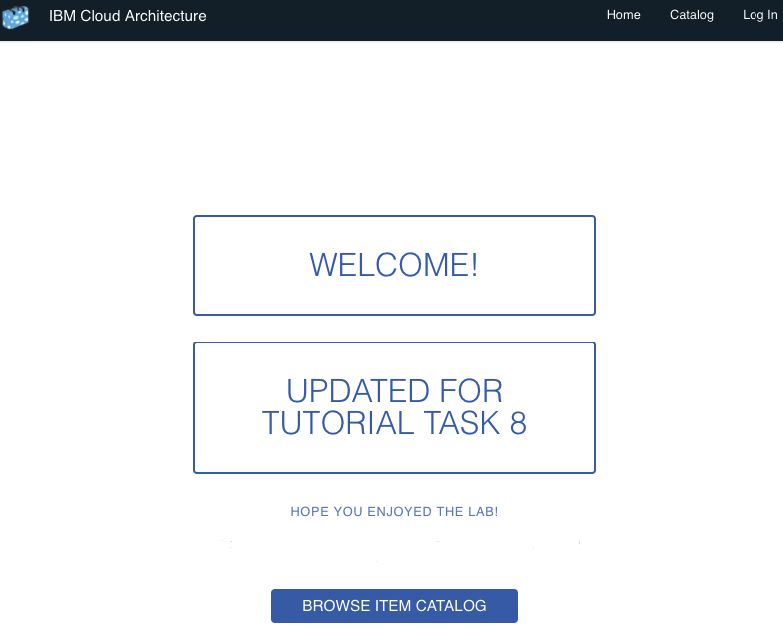 IBM Cloud Architecture
Home
Catalog
Log In
WELCOME!
UPDATED FOR
TUTORIAL TASK 8
HOPE YOU ENJOYED THE LAB!
BROWSE ITEM CATALOG